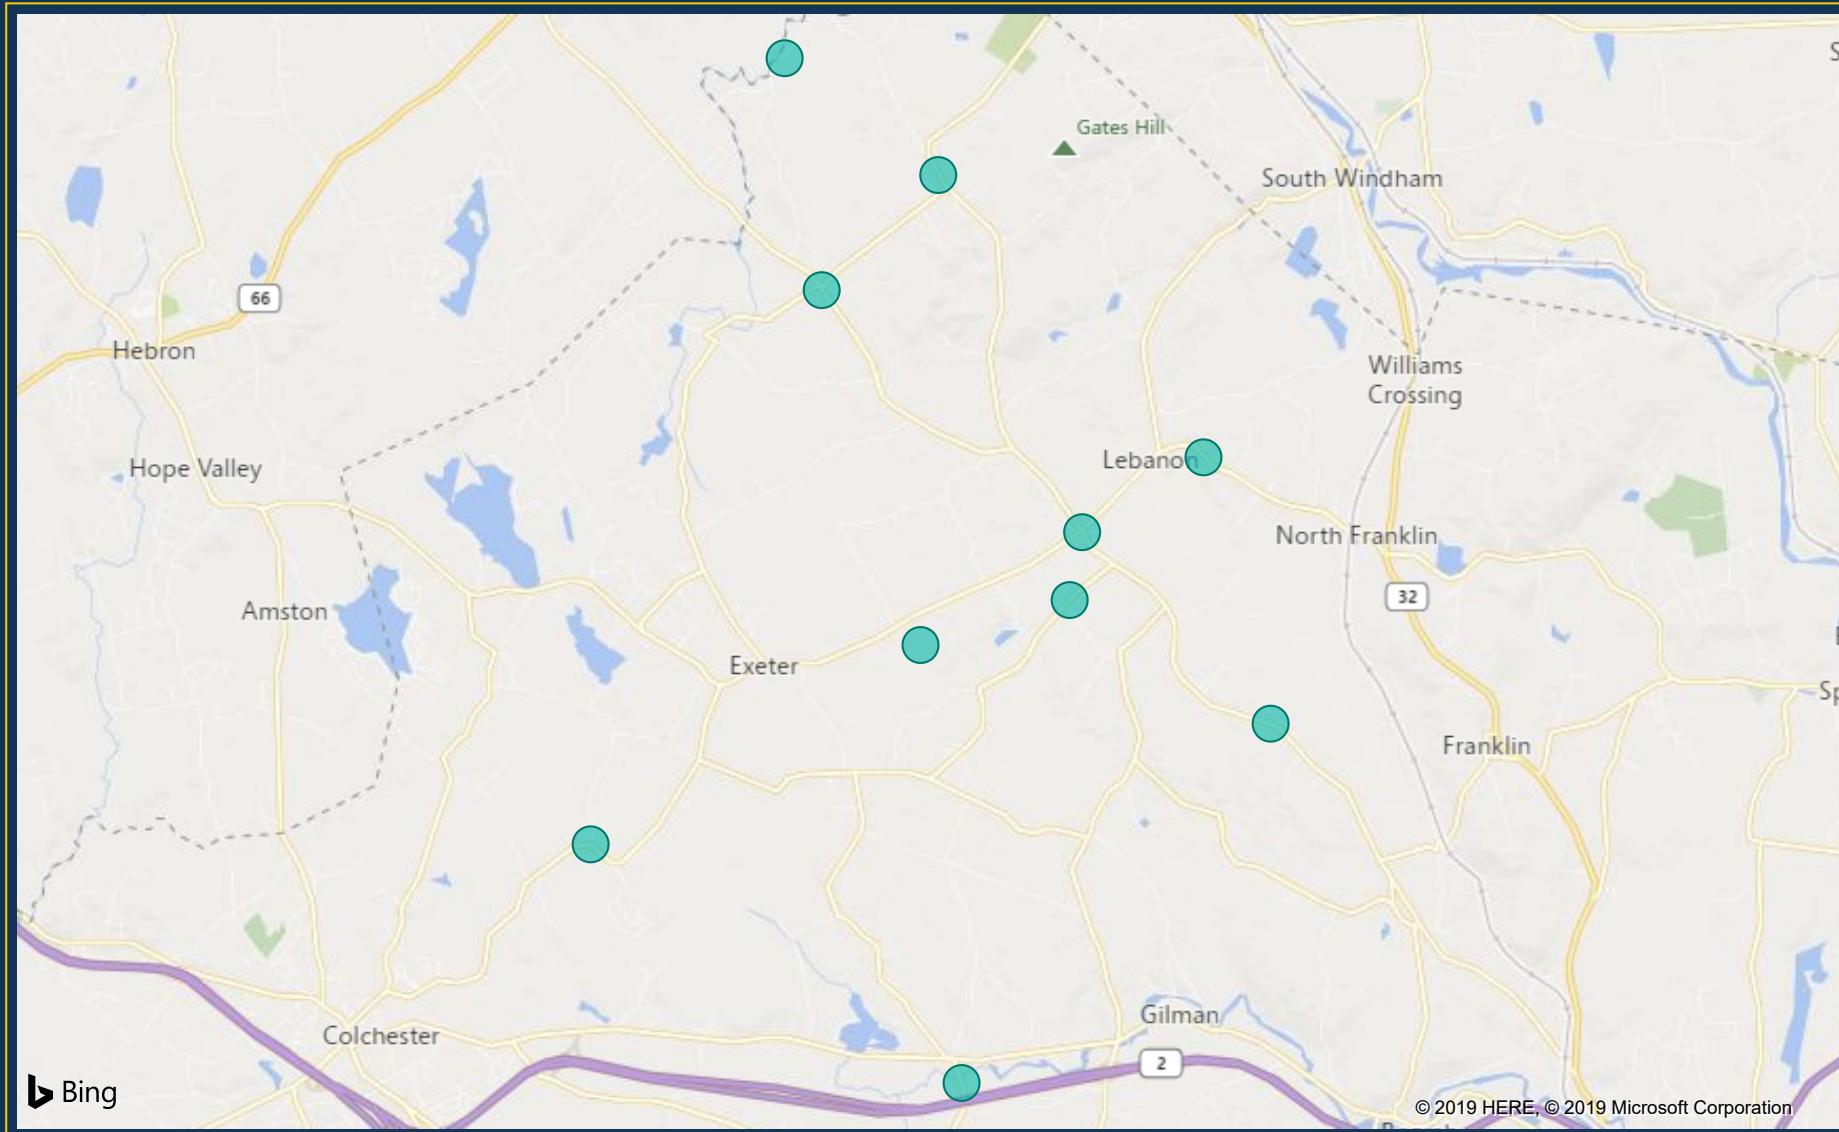 Gates Hill
South Windham
66
Hebron
Williams
Crossing
Hope Valley
Lebanon
North Franklin
32
Amston
Exeter
Franklin
Colchester
Gilman
2
Bing
© 2019 HERE, © 2019 Microsoft Corporation